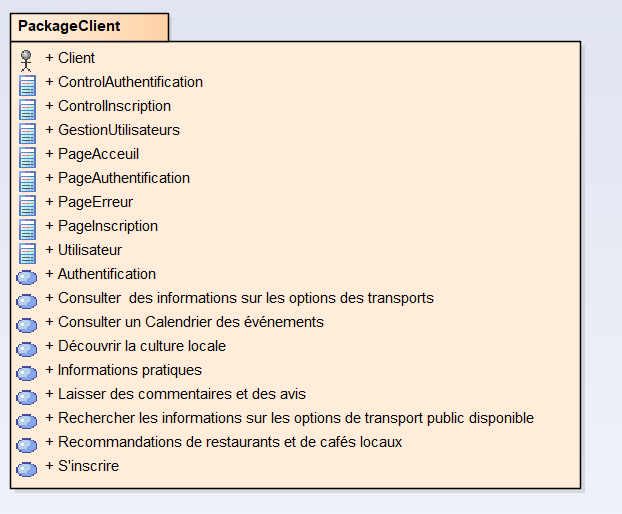 PackageClient
+ Client
+ ControlAuthentification
+ ControlInscription
+ GestionUtilisateurs
+ PageAcceuil
+ PageAuthentification
+ PageErreur
+ PageInscription
+ Utilisateur
+ Authentification
+ Consulter  des informations sur les options des transports
+ Consulter un Calendrier des événements
+ Découvrir la culture locale
+ Informations pratiques
+ Laisser des commentaires et des avis
+ Rechercher les informations sur les options de transport public disponible
+ Recommandations de restaurants et de cafés locaux
+ S'inscrire